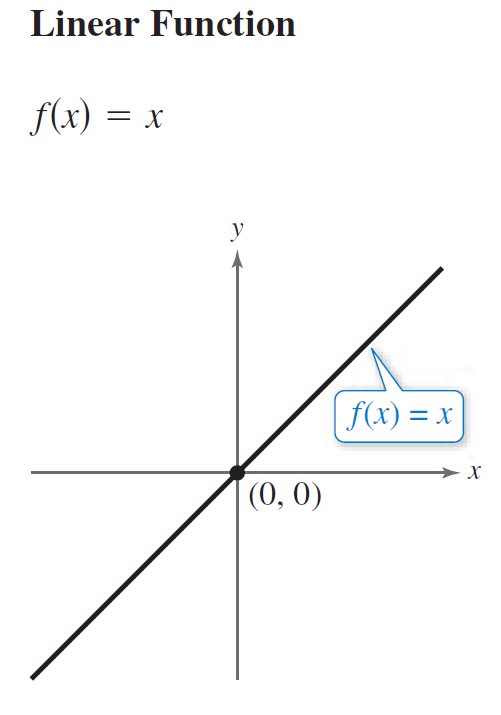 Linear Function
f(x) = x
y
f(x) = x
x
(0, 0)